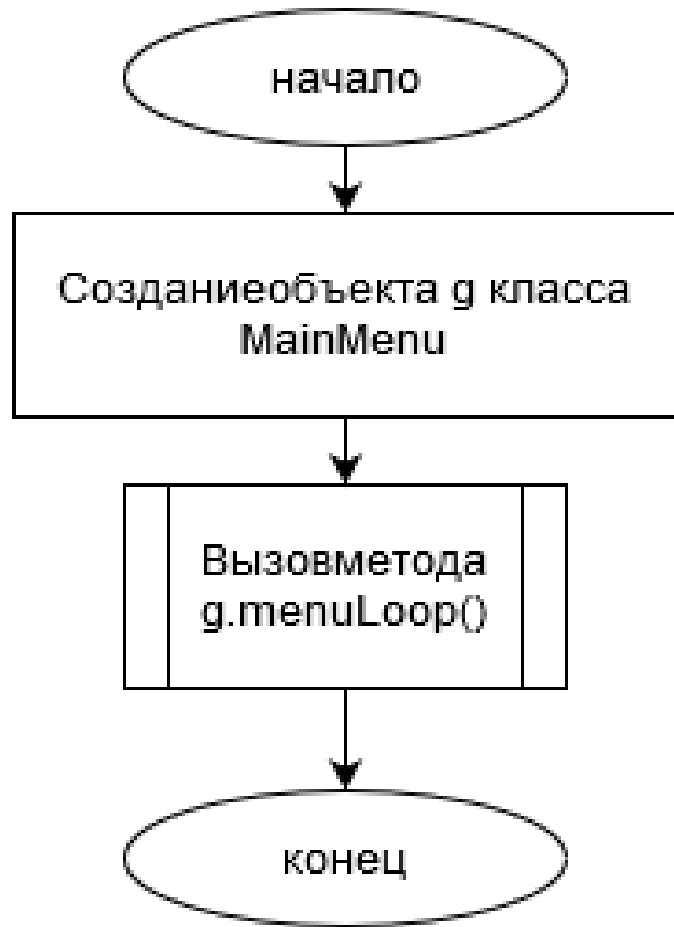 начало
Созданиеобъекта g класса
MainMenu
Вызовметода
g.menuLoop()
конец